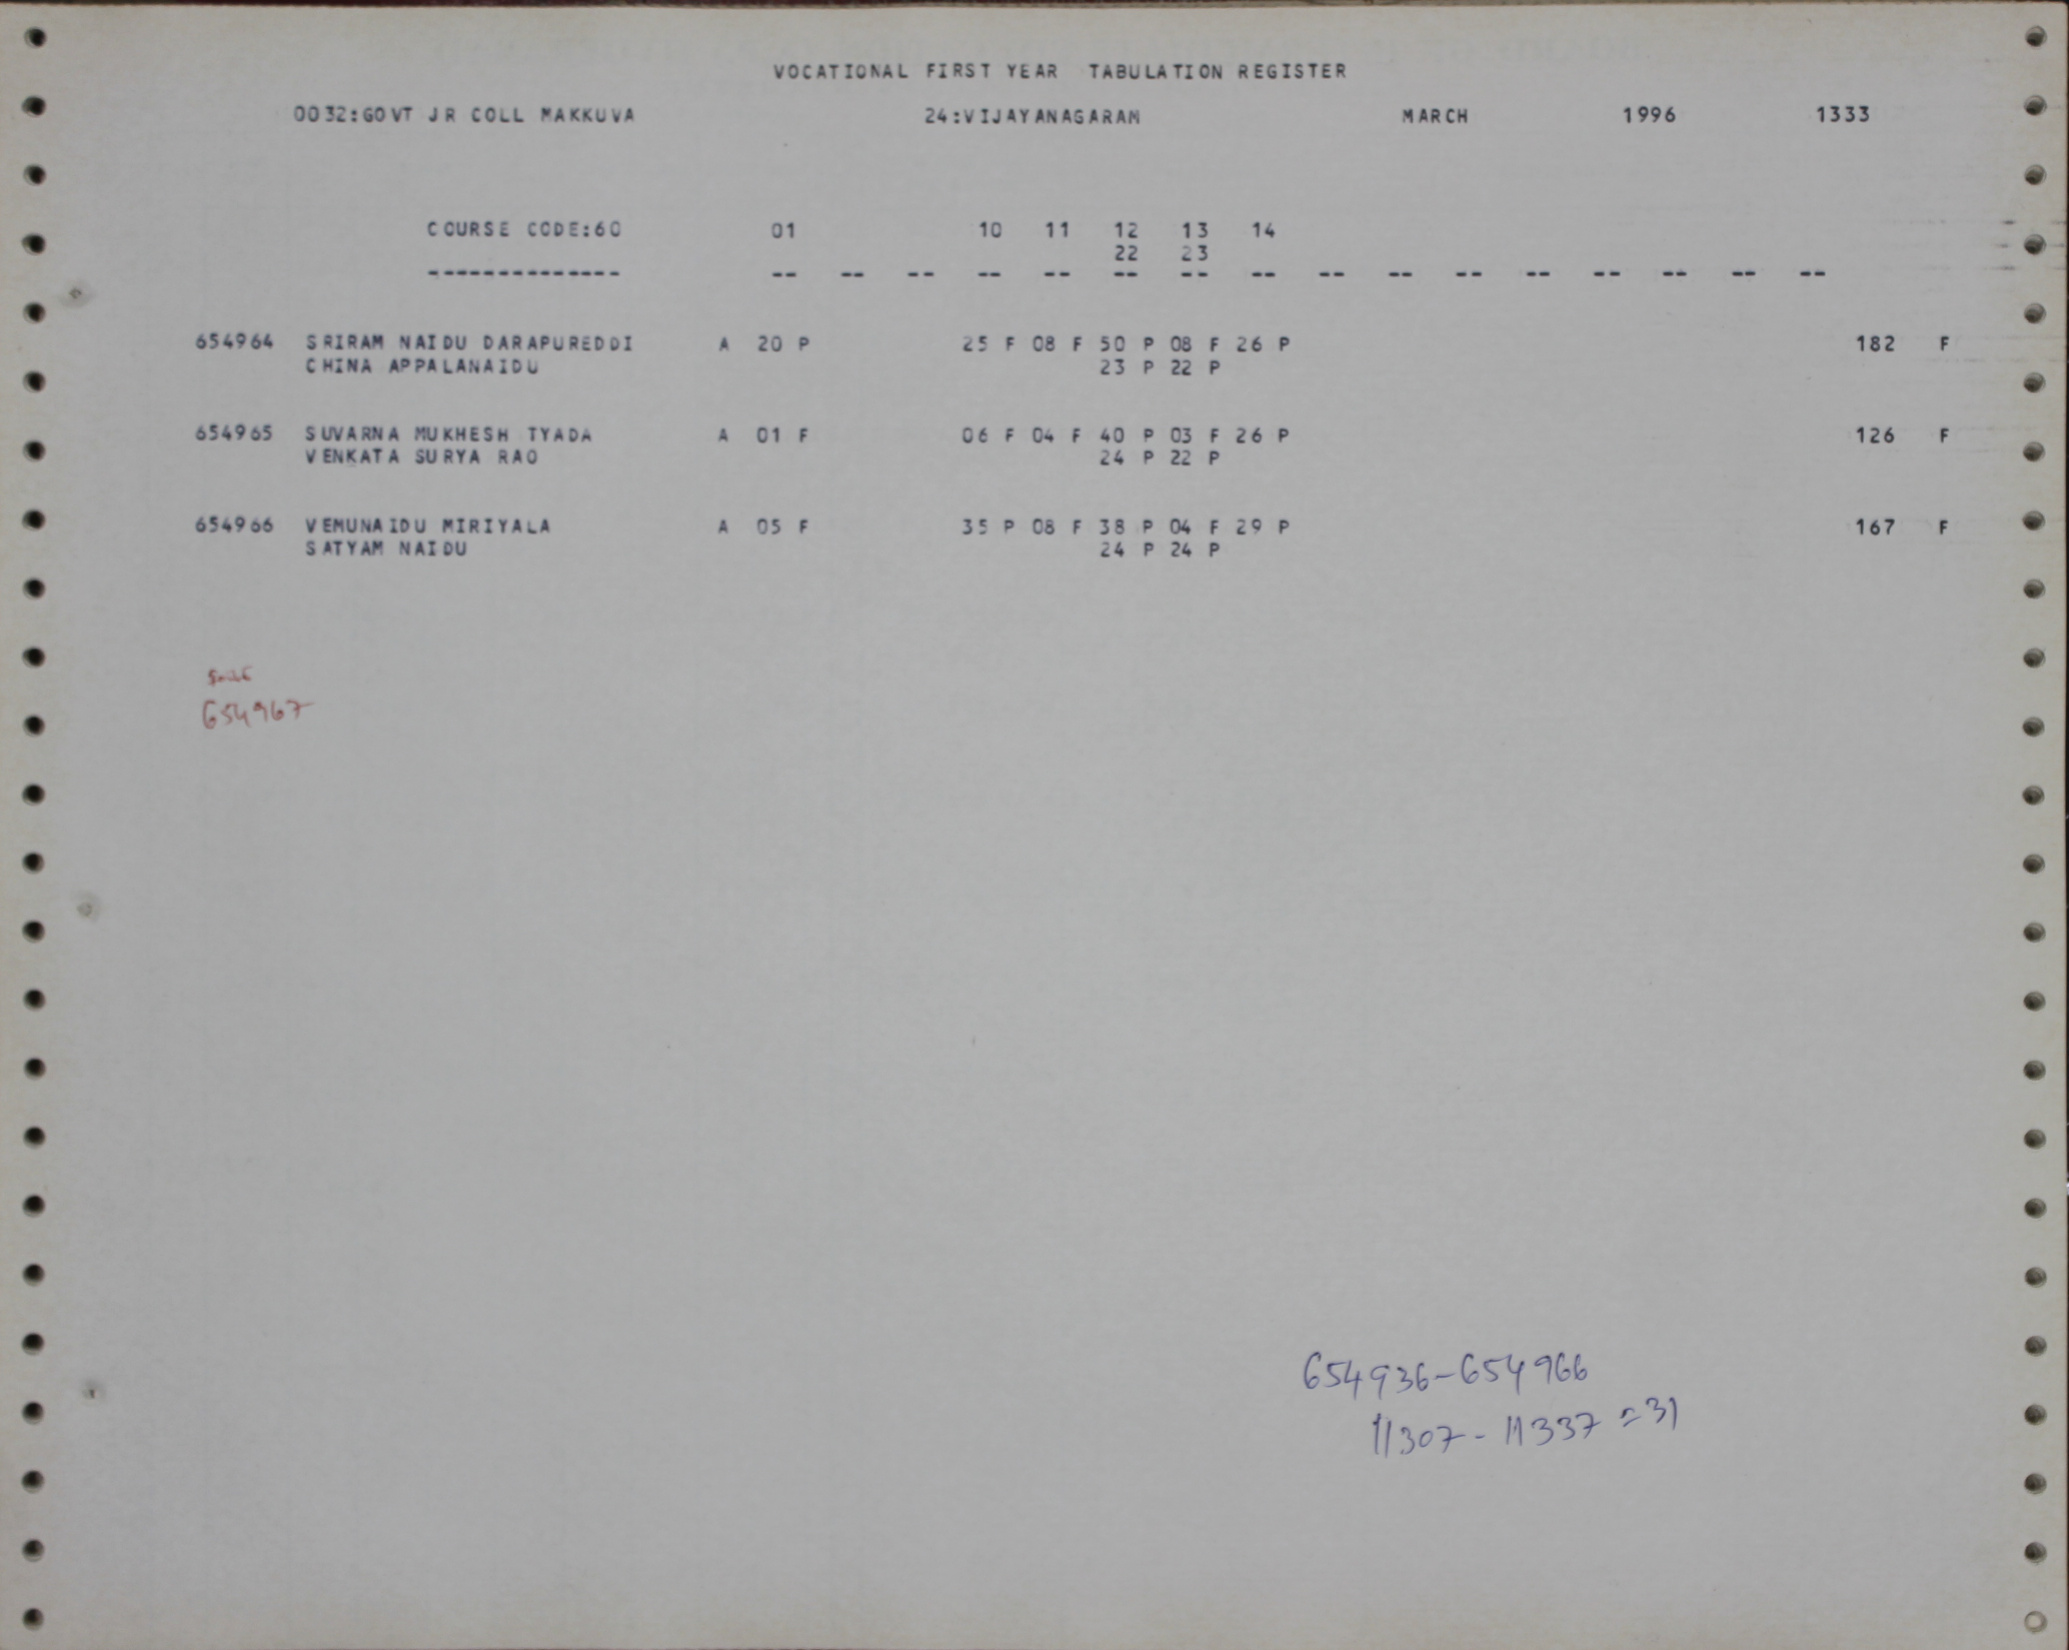 VOCATIONAL FIRST YEAR TABULATION REGISTER
0032:GOVT JR COLL MAKKUVA 24:VIJAYANAGARAM MARCH 1996 1333
COURSE CODE:60 01 10 11 12 13 14
22 23
-------------- -- -- -- -- -- -- -- -- -- -- -- -- -- -- -- --
654964 SRIRAM NAIDU DARAPUREDDI A 20 P 25 F 08 F 50 P 08 F 26 P 182 F
CHINA APPALANAIDU 23 P 22 P
654965 SUVARNA MUKHESH TYADA A 01 F 06 F 04 F 40 P 03 F 26 P 126 F
VENKATA SURYA RAO 24 P 22 P
654966 VEMUNAIDU MIRIYALA A 05 F 35 P 08 F 38 P 04 F 29 P 167 F
SATYAM NAIDU 24 P 24 P
654967
654936-654966
11307-11337=31